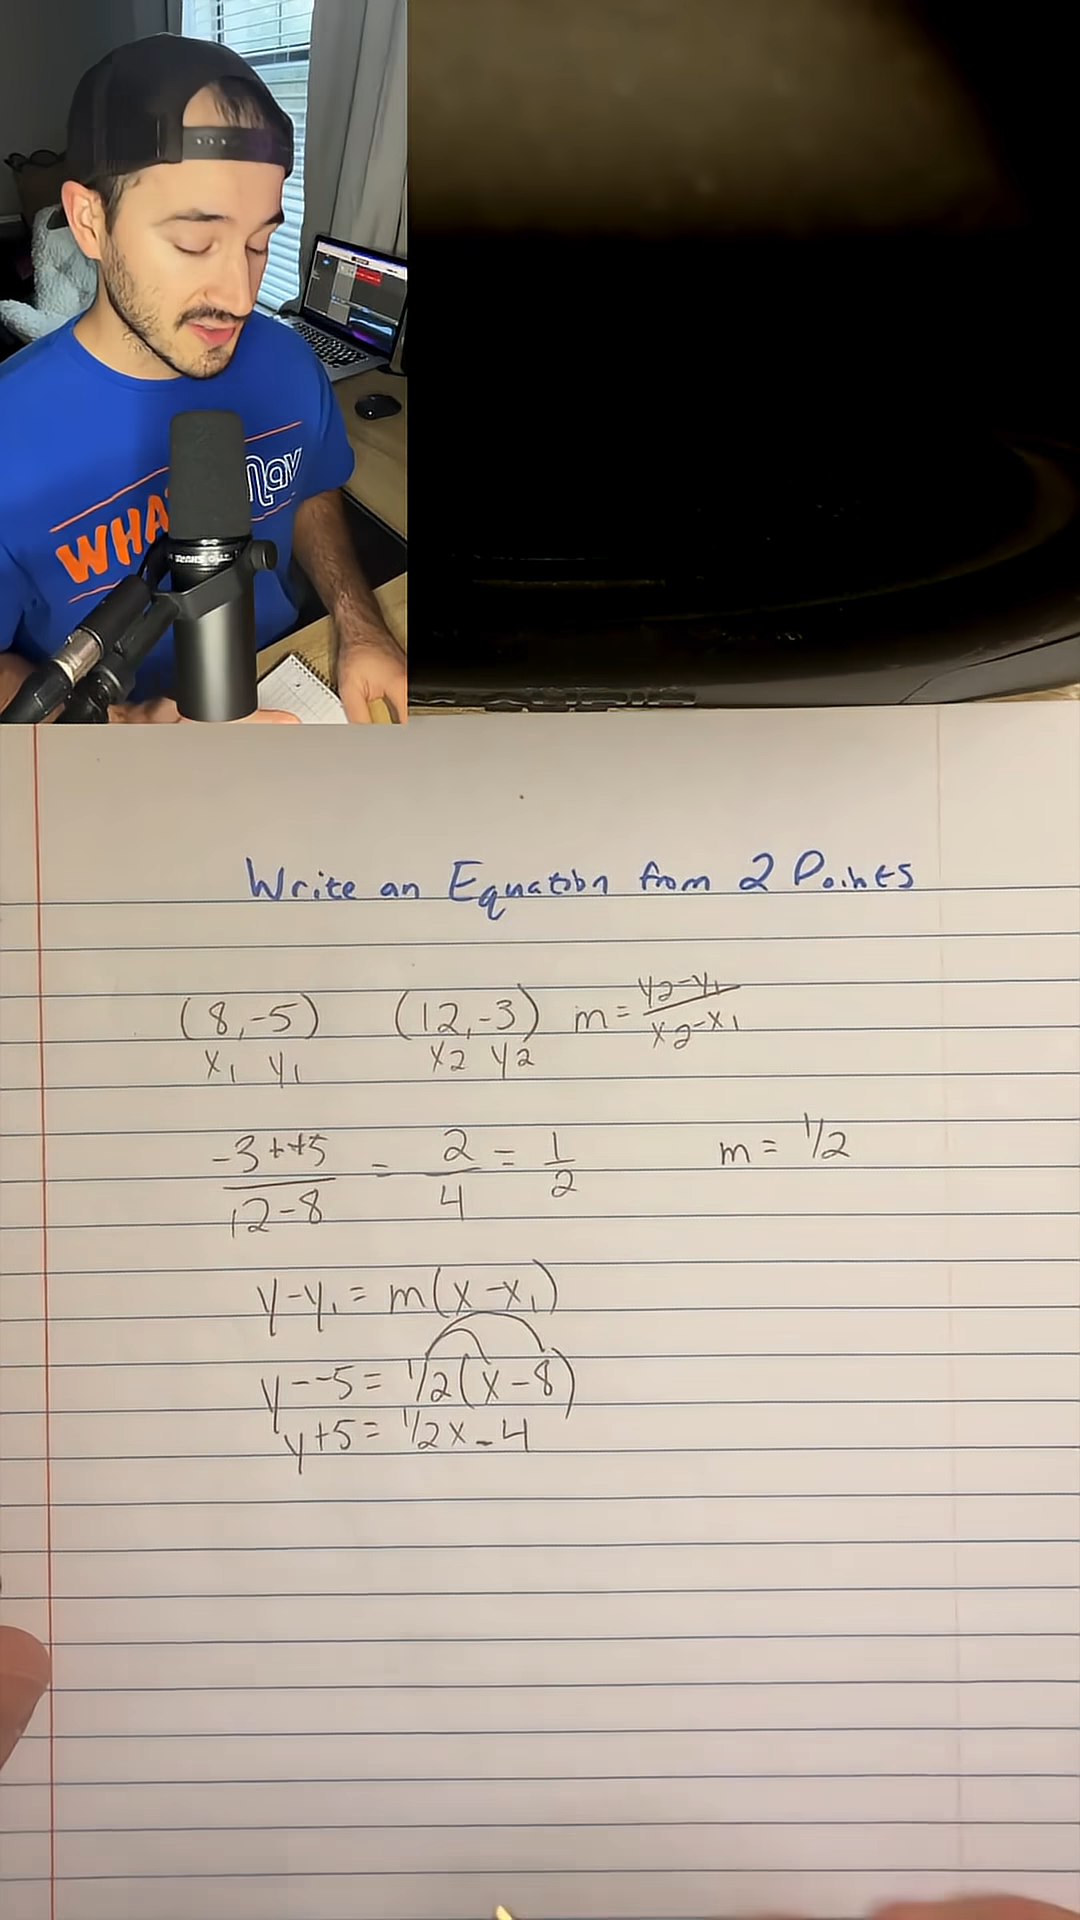 WHA
Nav
Write an Equation from 2 Points
(8,-5) (12,-3) m= y2-y1/x2-x1
x1 y1 x2 y2
-3++5/12-8 = 2/4 = 1/2 m= 1/2
y-y1= m(x-x1)
y--5= 1/2(x-8)
y+5= 1/2x-4